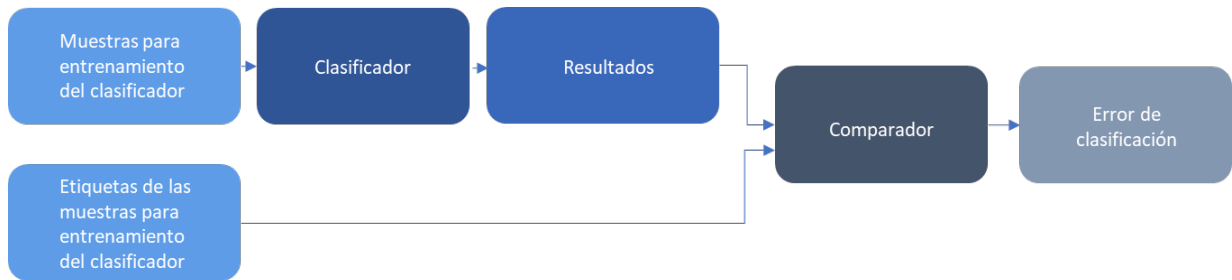 Muestras para
entrenamiento
del clasificador
Clasificador
Resultados
Comparador
Error de
clasificación
Etiquetas de las
muestras para
entrenamiento
del clasificador